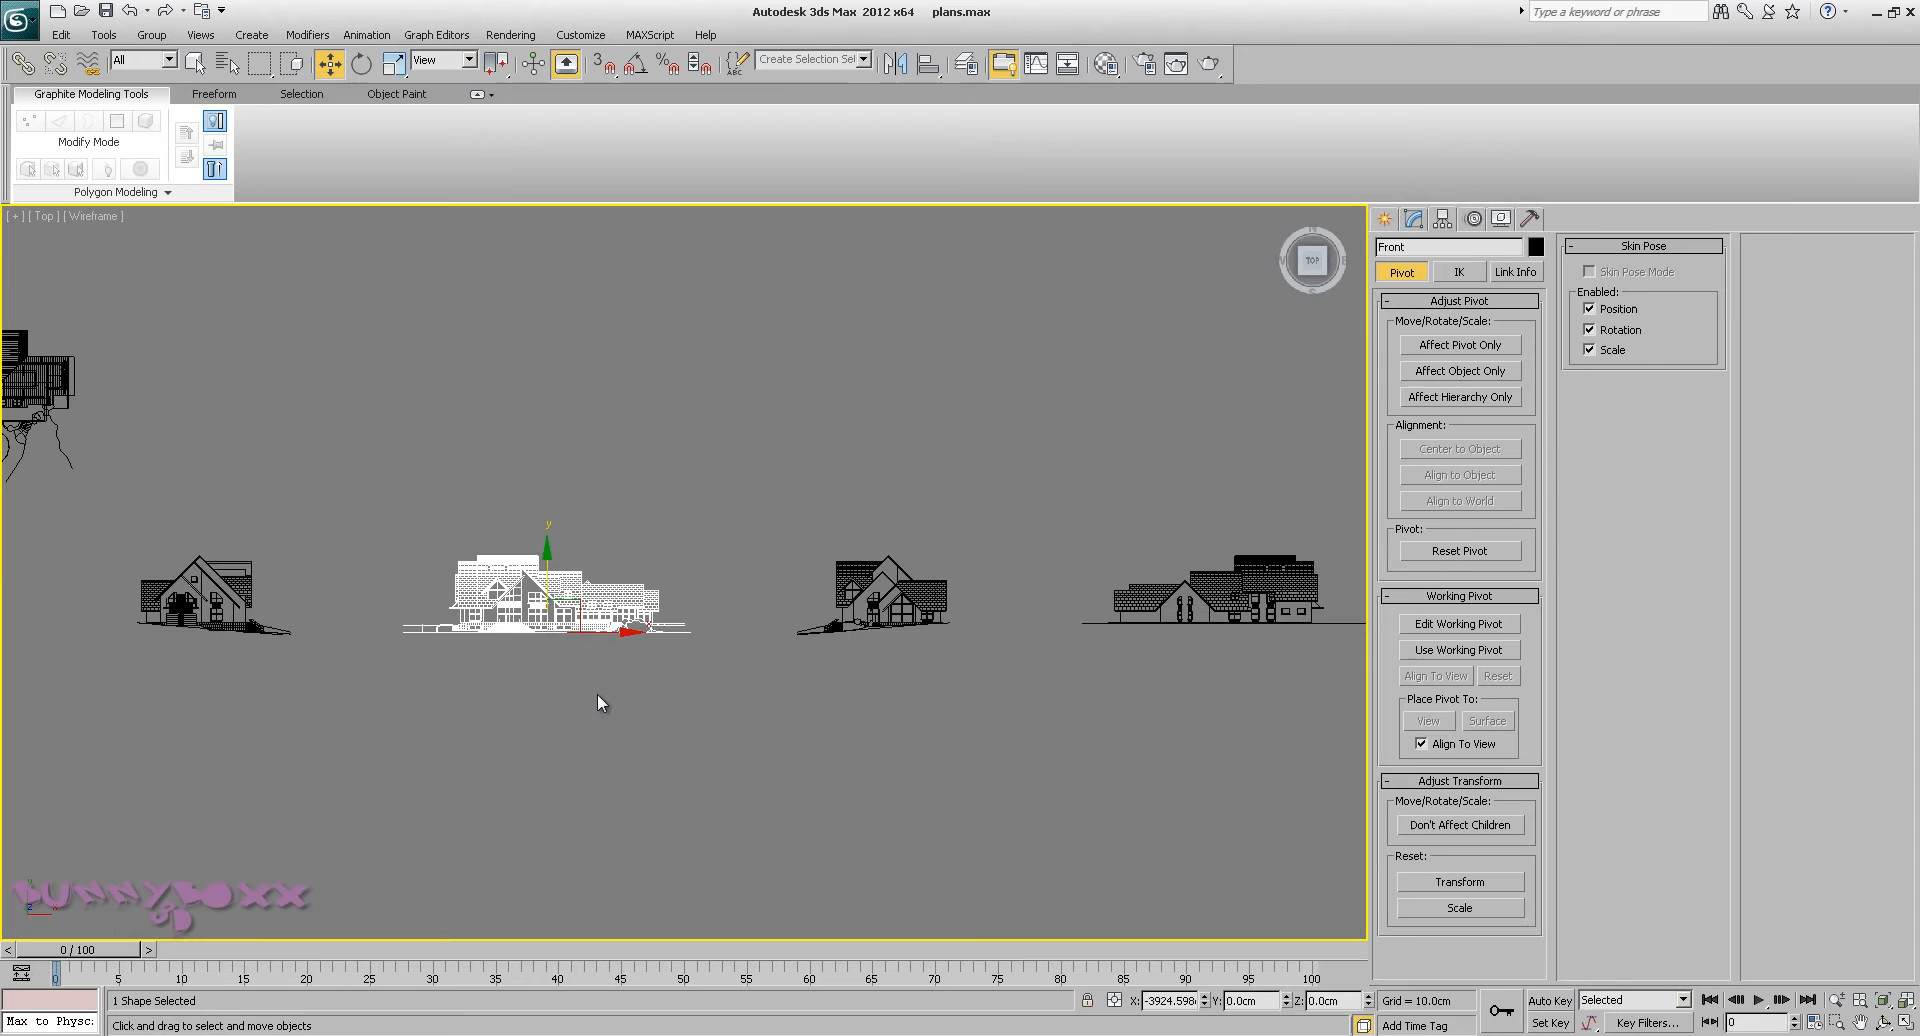 Autodesk 3ds Max 2012 x64 plans.max
Type a keyword or phrase
Edit Tools Group Views Create Modifiers Animation Graph Editors Rendering Customize MAXScript Help
All View 3 ABC Create Selection Sel
Graphite Modeling Tools Freeform Selection Object Paint
Modify Mode
Polygon Modeling
[ + ] [ Top ] [ Wireframe ]
TOP
Front
Pivot IK Link Info
Adjust Pivot
Move/Rotate/Scale:
Affect Pivot Only
Affect Object Only
Affect Hierarchy Only
Alignment:
Center to Object
Align to Object
Align to World
Pivot:
Reset Pivot
Working Pivot
Edit Working Pivot
Use Working Pivot
Align To View Reset
Place Pivot To:
View Surface
Align To View
Adjust Transform
Move/Rotate/Scale:
Don't Affect Children
Reset:
Transform
Scale
Skin Pose
Skin Pose Mode
Enabled:
Position
Rotation
Scale
y
BUNNYBOXX
3D
0 / 100
0 5 10 15 20 25 30 35 40 45 50 55 60 65 70 75 80 85 90 95 100
1 Shape Selected
X: -3924.598 Y: 0.0cm Z: 0.0cm Grid = 10.0cm
Auto Key Selected
Max to Physc:
Click and drag to select and move objects
Add Time Tag
Set Key Key Filters... 0